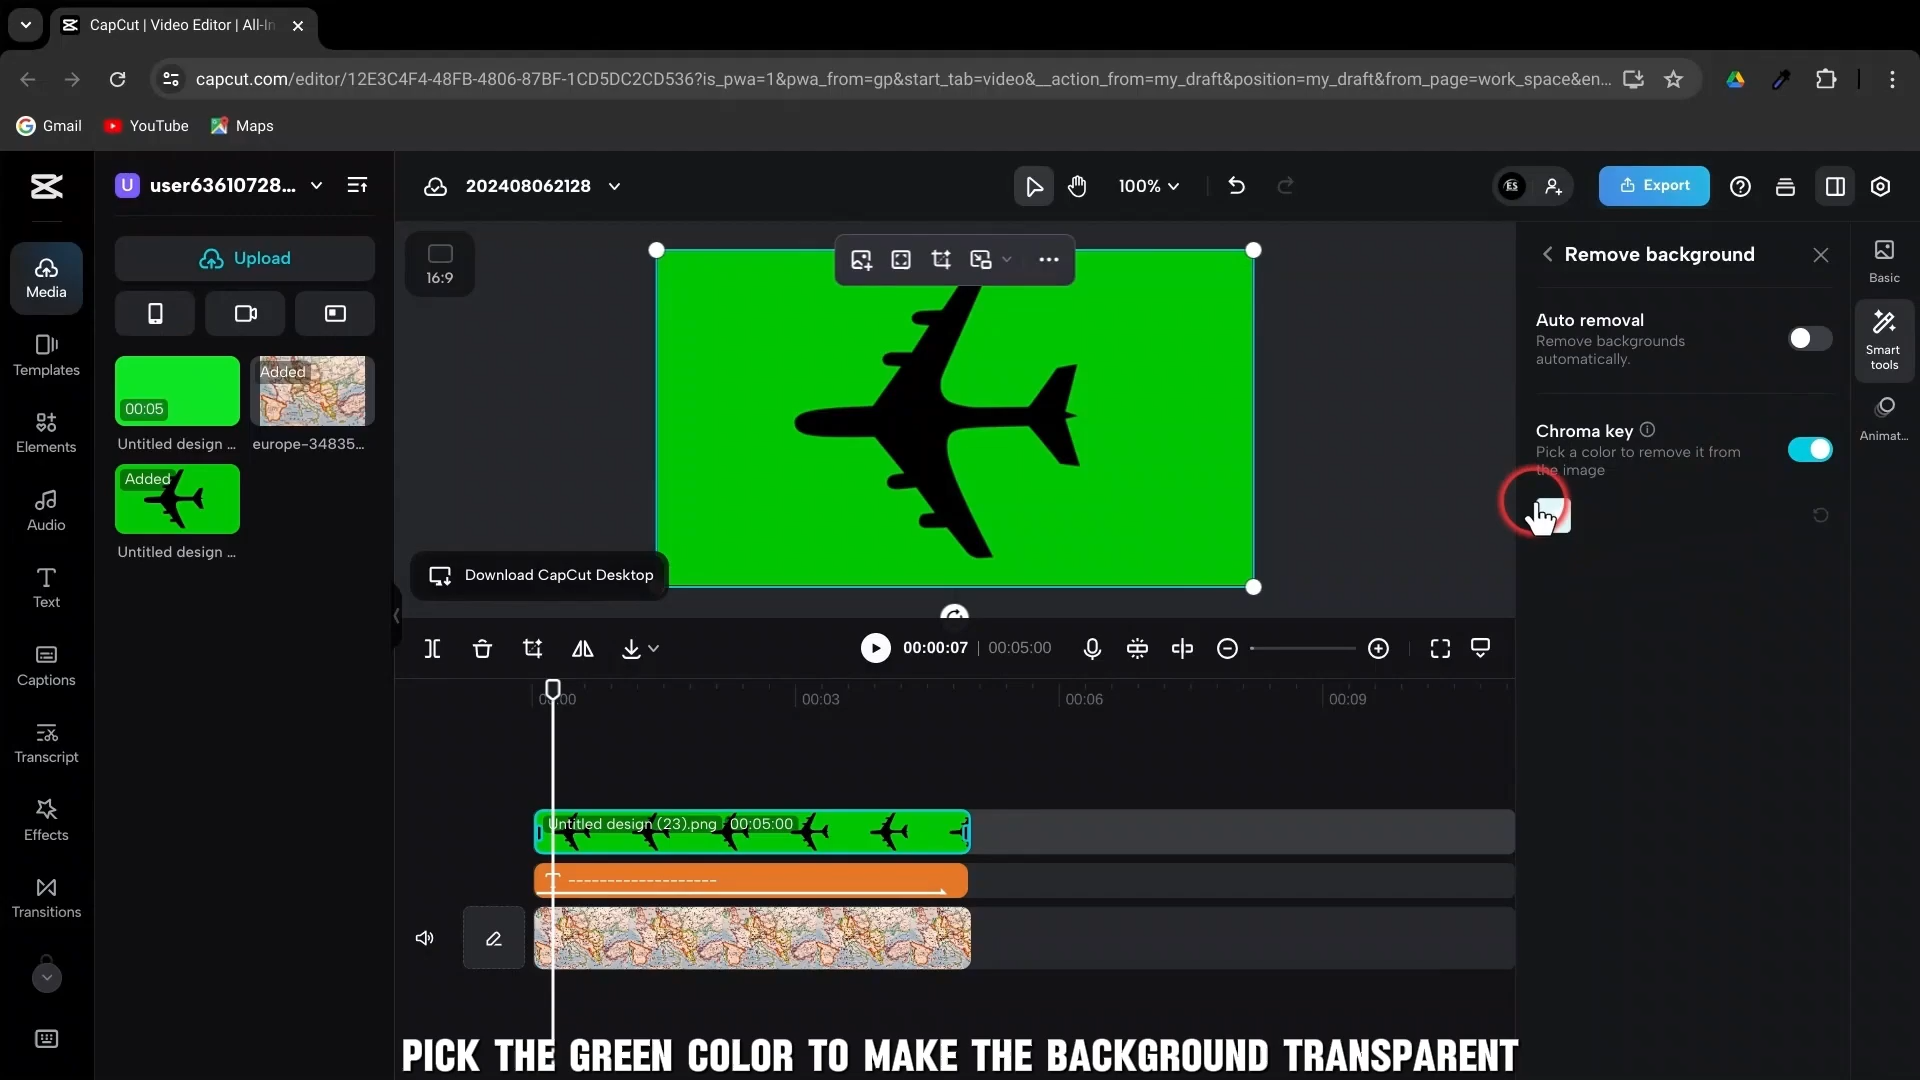 CapCut | Video Editor | All-In
capcut.com/editor/12E3C4F4-48FB-4806-87BF-1CD5DC2CD536?is_pwa=1&pwa_from=gp&start_tab=video&__action_from=my_draft&position=my_draft&from_page=work_space&en...
Gmail
YouTube
Maps
U
user63610728...
202408062128
100%
ES
Export
Upload
Media
Templates
Elements
Audio
Text
Captions
Transcript
Effects
Transitions
00:05
Untitled design ...
Added
europe-34835...
Added
Untitled design ...
16:9
Download CapCut Desktop
Remove background
Auto removal
Remove backgrounds
automatically.
Chroma key
Pick a color to remove it from
the image
Basic
Smart
tools
Animat...
00:00:07 | 00:05:00
00:00
00:03
00:06
00:09
Untitled design (23).png
00:05:00
-------------------
PICK THE GREEN COLOR TO MAKE THE BACKGROUND TRANSPARENT